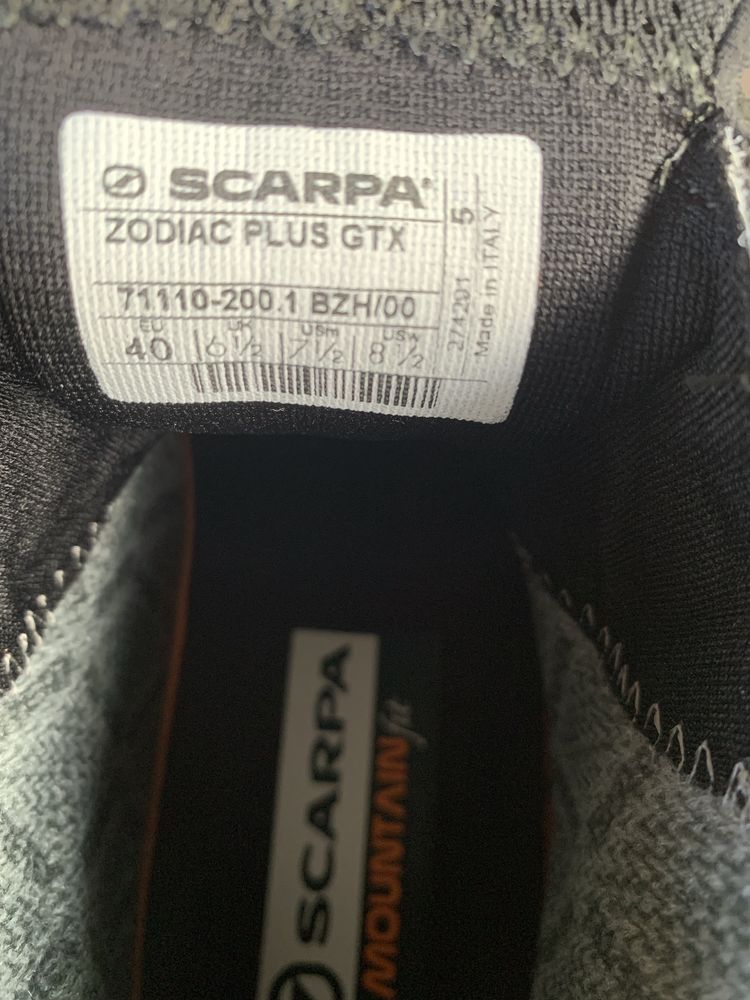 SCARPA
ZODIAC PLUS GTX
71110-200.1 BZH/00
EU UK USm USw
40 6 1/2 7 1/2 8 1/2
274291 5
Made in ITALY
SCARPA
MOUNTAIN fit